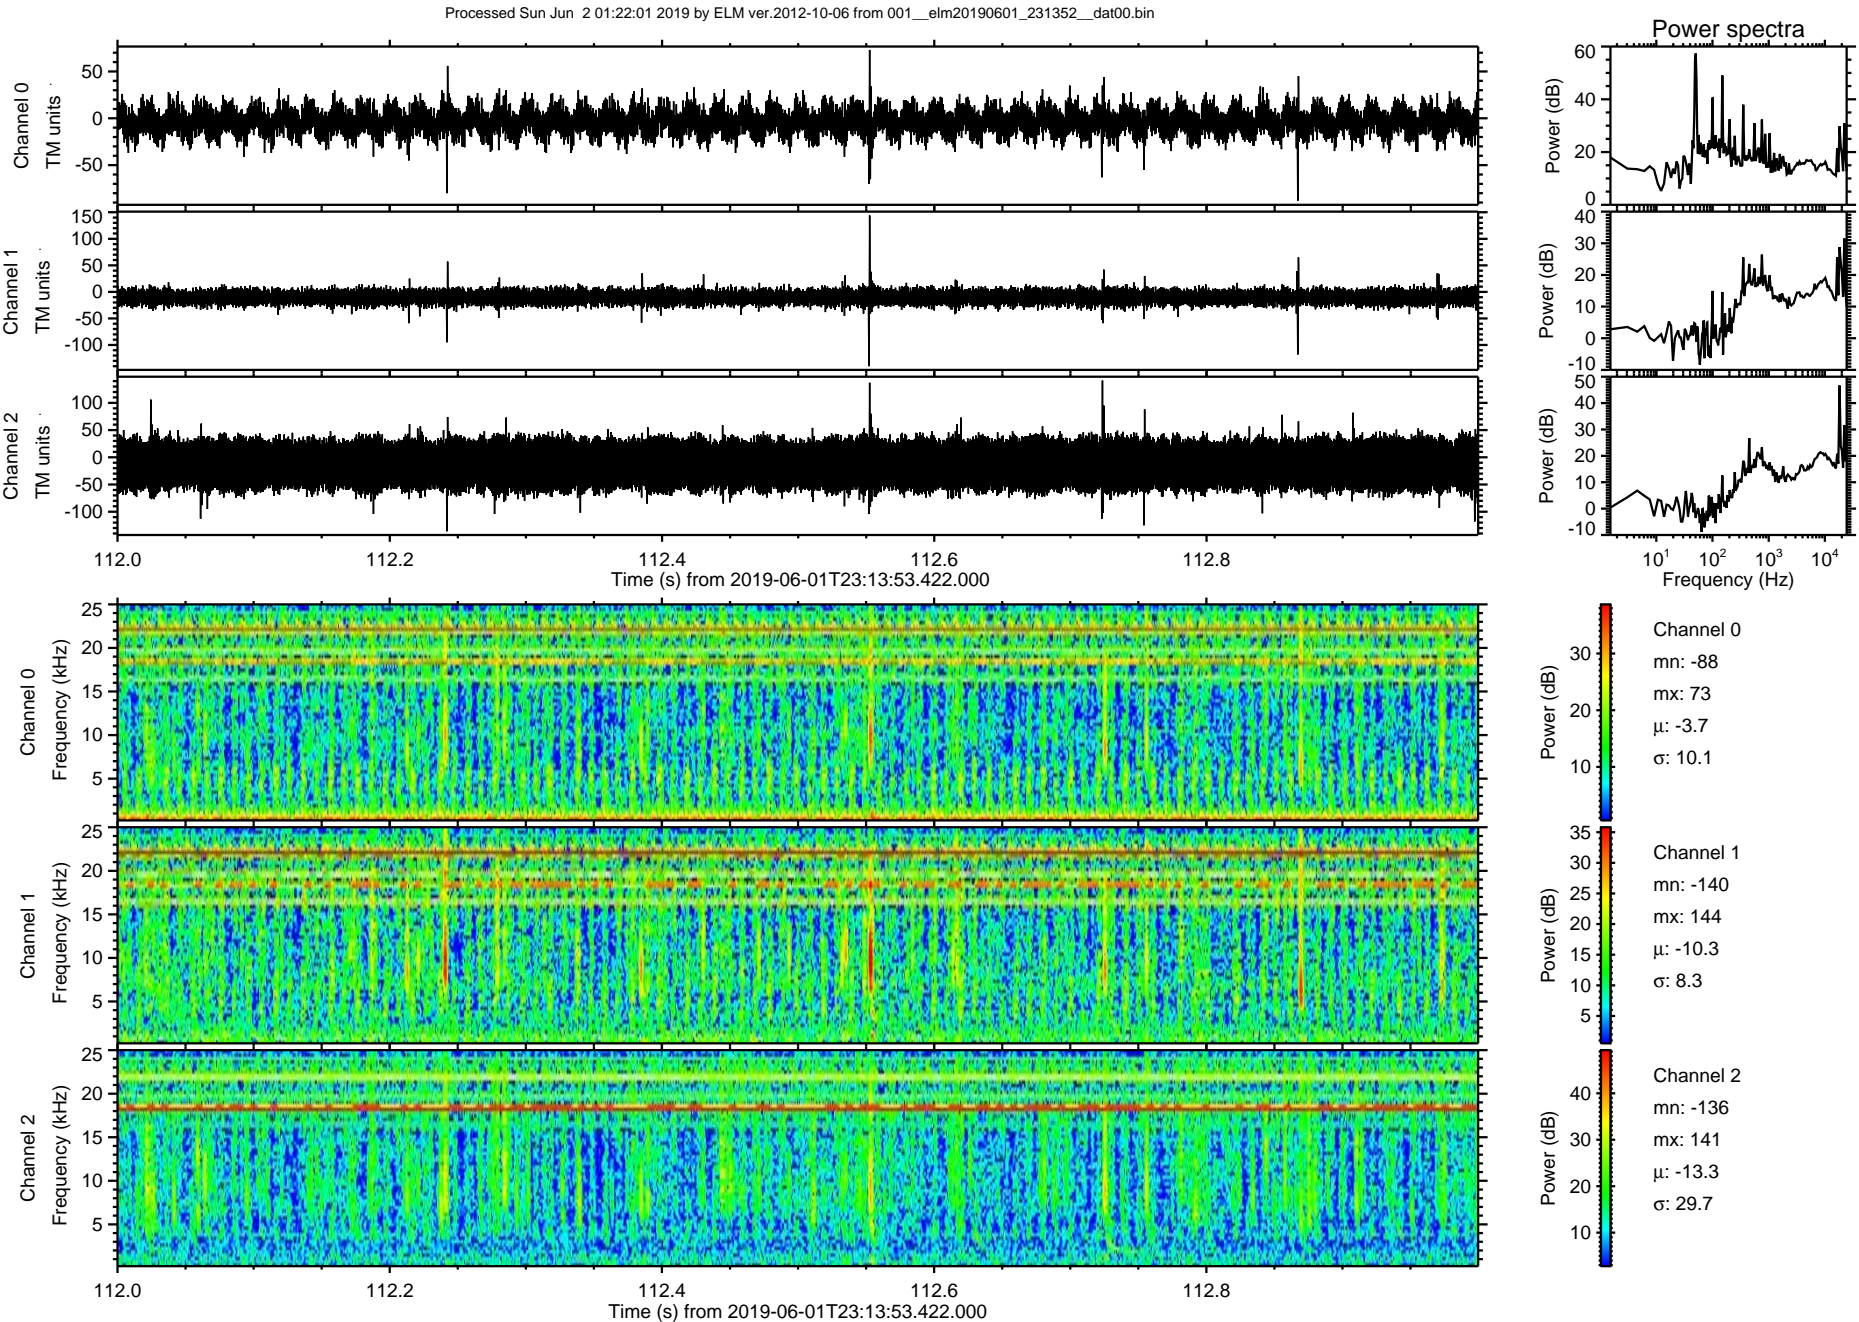 Processed Sun Jun  2 01:22:01 2019 by ELM ver.2012-10-06 from 001__elm20190601_231352__dat00.bin
Power spectra
Channel 0
TM units
50
0
-50
Power (dB)
60
40
20
0
Channel 1
TM units
150
100
50
0
-50
-100
Power (dB)
40
30
20
10
0
-10
Channel 2
TM units
100
50
0
-50
-100
Power (dB)
50
40
30
20
10
0
-10
112.0 112.2 112.4 112.6 112.8
Time (s) from 2019-06-01T23:13:53.422.000
10¹ 10² 10³ 10⁴
Frequency (Hz)
Channel 0
Frequency (kHz)
25
20
15
10
5
Power (dB)
30
20
10
Channel 0
mn: -88
mx: 73
μ: -3.7
σ: 10.1
Channel 1
Frequency (kHz)
25
20
15
10
5
Power (dB)
35
30
25
20
15
10
5
Channel 1
mn: -140
mx: 144
μ: -10.3
σ: 8.3
Channel 2
Frequency (kHz)
25
20
15
10
5
Power (dB)
40
30
20
10
Channel 2
mn: -136
mx: 141
μ: -13.3
σ: 29.7
112.0 112.2 112.4 112.6 112.8
Time (s) from 2019-06-01T23:13:53.422.000